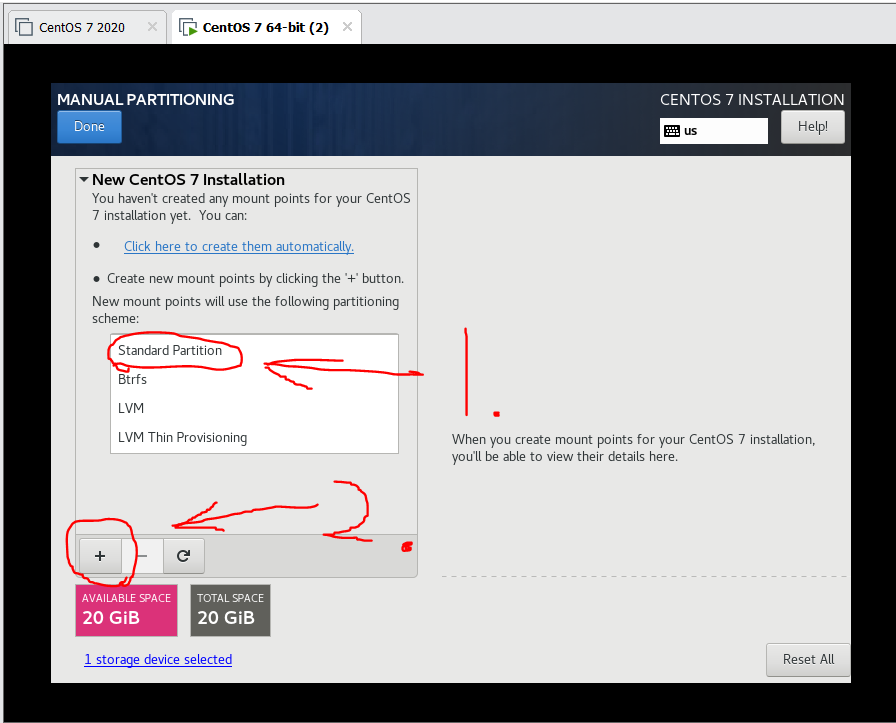 CentOS 7 2020
CentOS 7 64-bit (2)
MANUAL PARTITIONING
CENTOS 7 INSTALLATION
Done
us
Help!
New CentOS 7 Installation
You haven't created any mount points for your CentOS
7 installation yet. You can:
Click here to create them automatically.
Create new mount points by clicking the '+' button.
New mount points will use the following partitioning
scheme:
Standard Partition
Btrfs
LVM
LVM Thin Provisioning
1.
When you create mount points for your CentOS 7 installation,
you'll be able to view their details here.
2.
+ −
AVAILABLE SPACE
20 GiB
TOTAL SPACE
20 GiB
1 storage device selected
Reset All